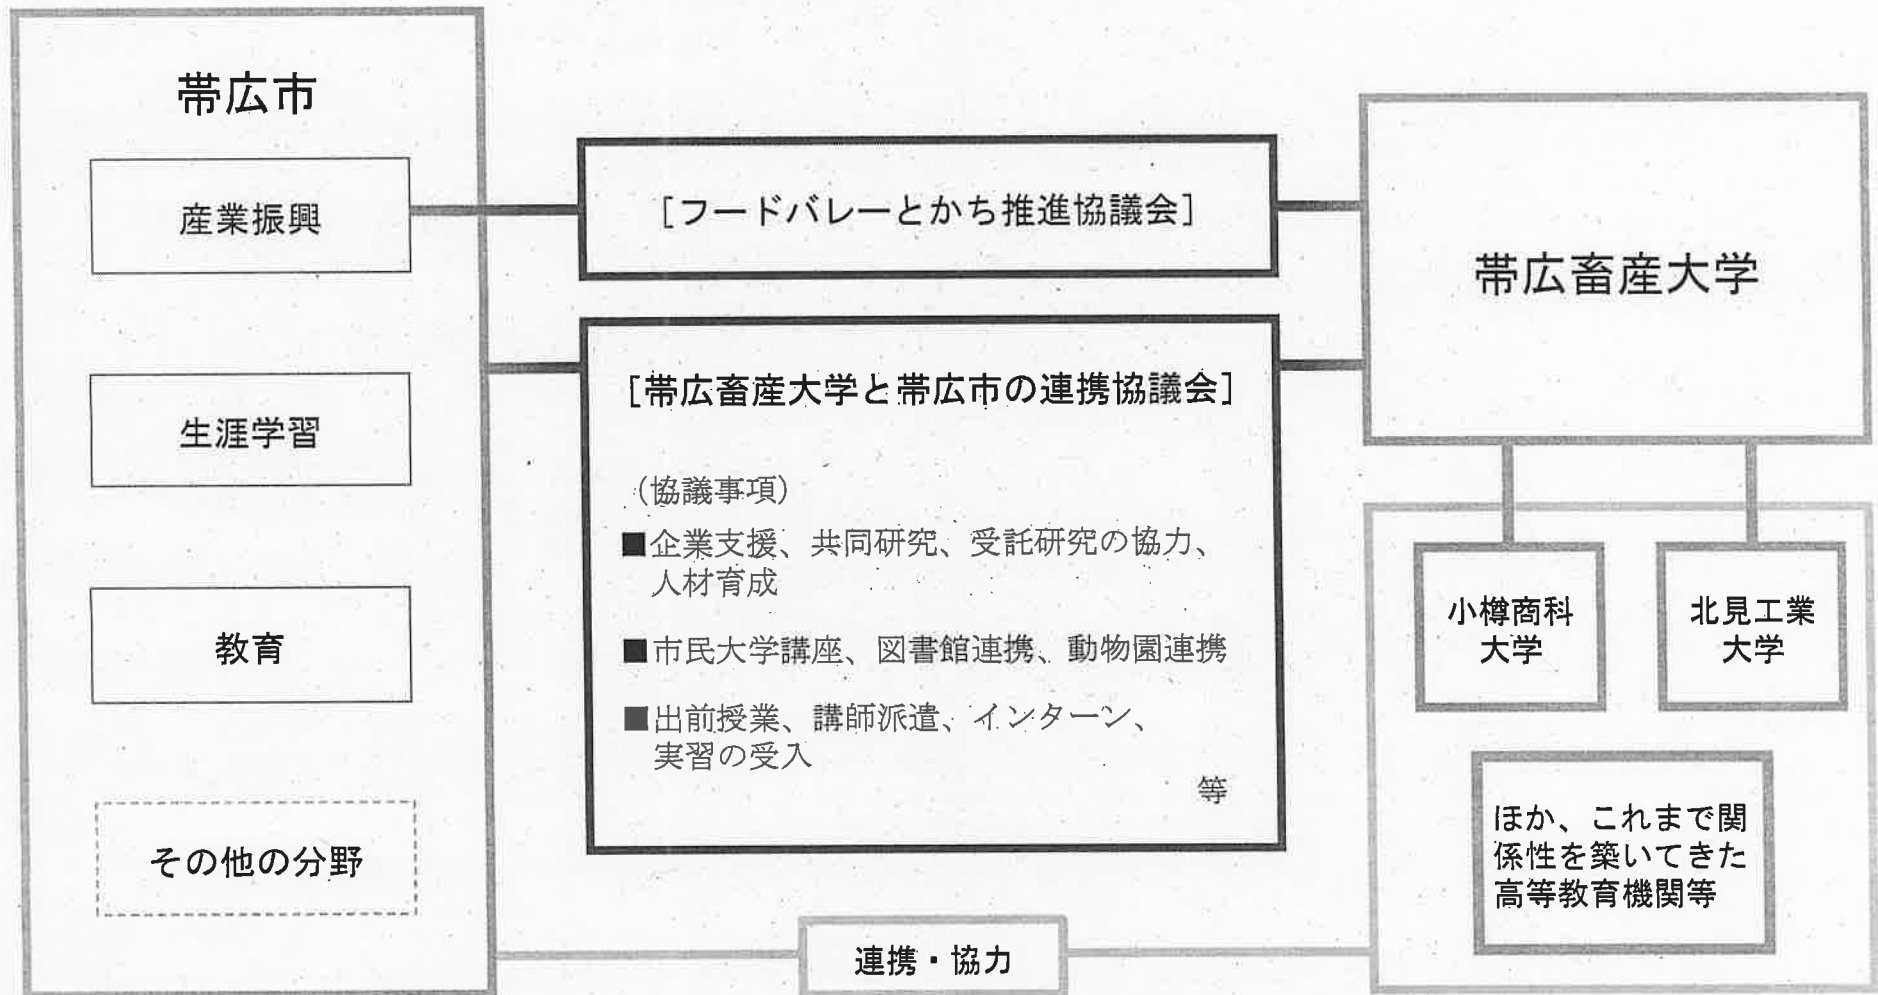 帯広市
産業振興
生涯学習
教育
その他の分野
[フードバレーとかち推進協議会]
[帯広畜産大学と帯広市の連携協議会]
(協議事項)
■企業支援、共同研究、受託研究の協力、
人材育成
■市民大学講座、図書館連携、動物園連携
■出前授業、講師派遣、インターン、
実習の受入
等
連携・協力
帯広畜産大学
小樽商科
大学
北見工業
大学
ほか、これまで関
係性を築いてきた
高等教育機関等